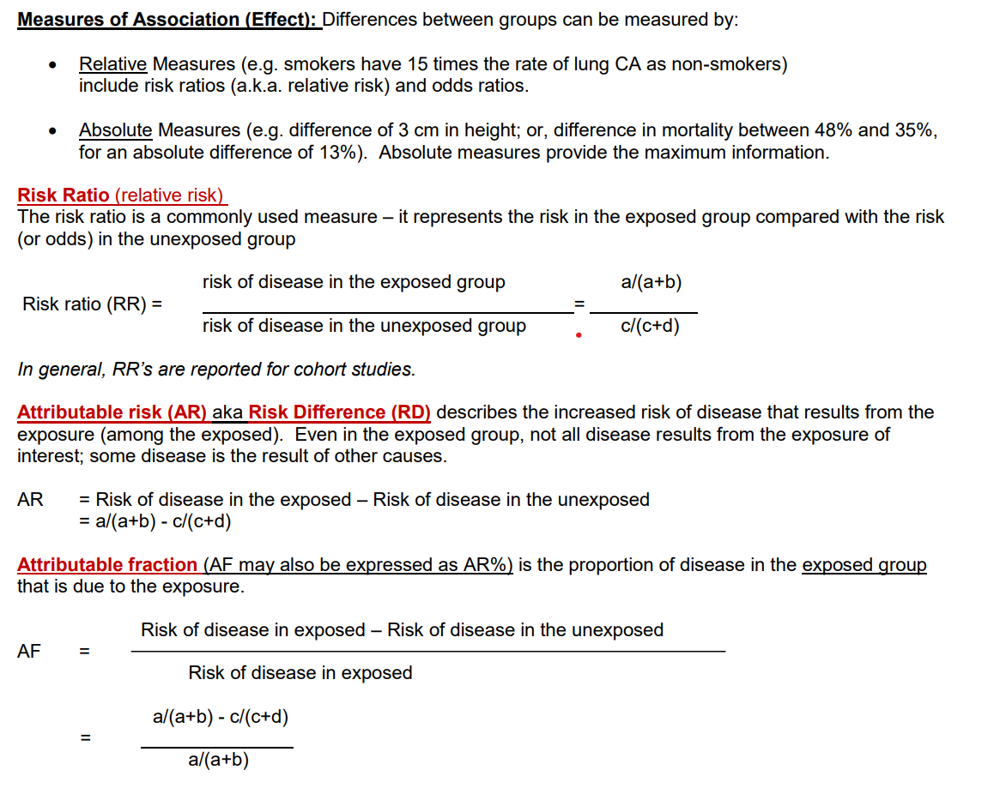 Measures of Association (Effect): Differences between groups can be measured by:
• Relative Measures (e.g. smokers have 15 times the rate of lung CA as non-smokers)
include risk ratios (a.k.a. relative risk) and odds ratios.
• Absolute Measures (e.g. difference of 3 cm in height; or, difference in mortality between 48% and 35%,
for an absolute difference of 13%).  Absolute measures provide the maximum information.
Risk Ratio (relative risk)
The risk ratio is a commonly used measure – it represents the risk in the exposed group compared with the risk
(or odds) in the unexposed group
risk of disease in the exposed group a/(a+b)
Risk ratio (RR) = =
risk of disease in the unexposed group c/(c+d)
In general, RR's are reported for cohort studies.
Attributable risk (AR) aka Risk Difference (RD) describes the increased risk of disease that results from the
exposure (among the exposed).  Even in the exposed group, not all disease results from the exposure of
interest; some disease is the result of other causes.
AR = Risk of disease in the exposed – Risk of disease in the unexposed
= a/(a+b) - c/(c+d)
Attributable fraction (AF may also be expressed as AR%) is the proportion of disease in the exposed group
that is due to the exposure.
Risk of disease in exposed – Risk of disease in the unexposed
AF =
Risk of disease in exposed
a/(a+b) - c/(c+d)
=
a/(a+b)